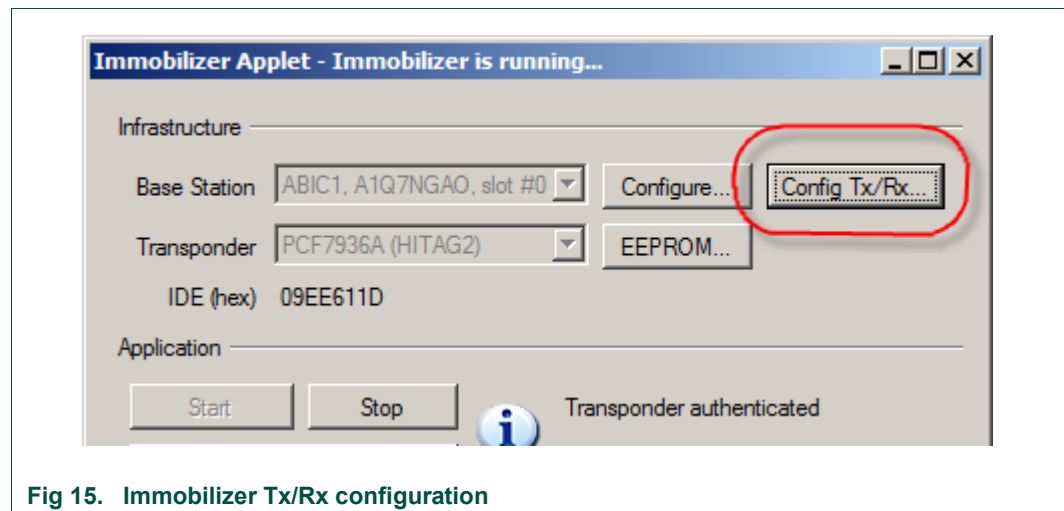 Immobilizer Applet - Immobilizer is running...
Infrastructure
Base Station ABIC1, A1Q7NGAO, slot #0 Configure... Config Tx/Rx...
Transponder PCF7936A (HITAG2) EEPROM...
IDE (hex) 09EE611D
Application
Start Stop Transponder authenticated
Fig 15. Immobilizer Tx/Rx configuration